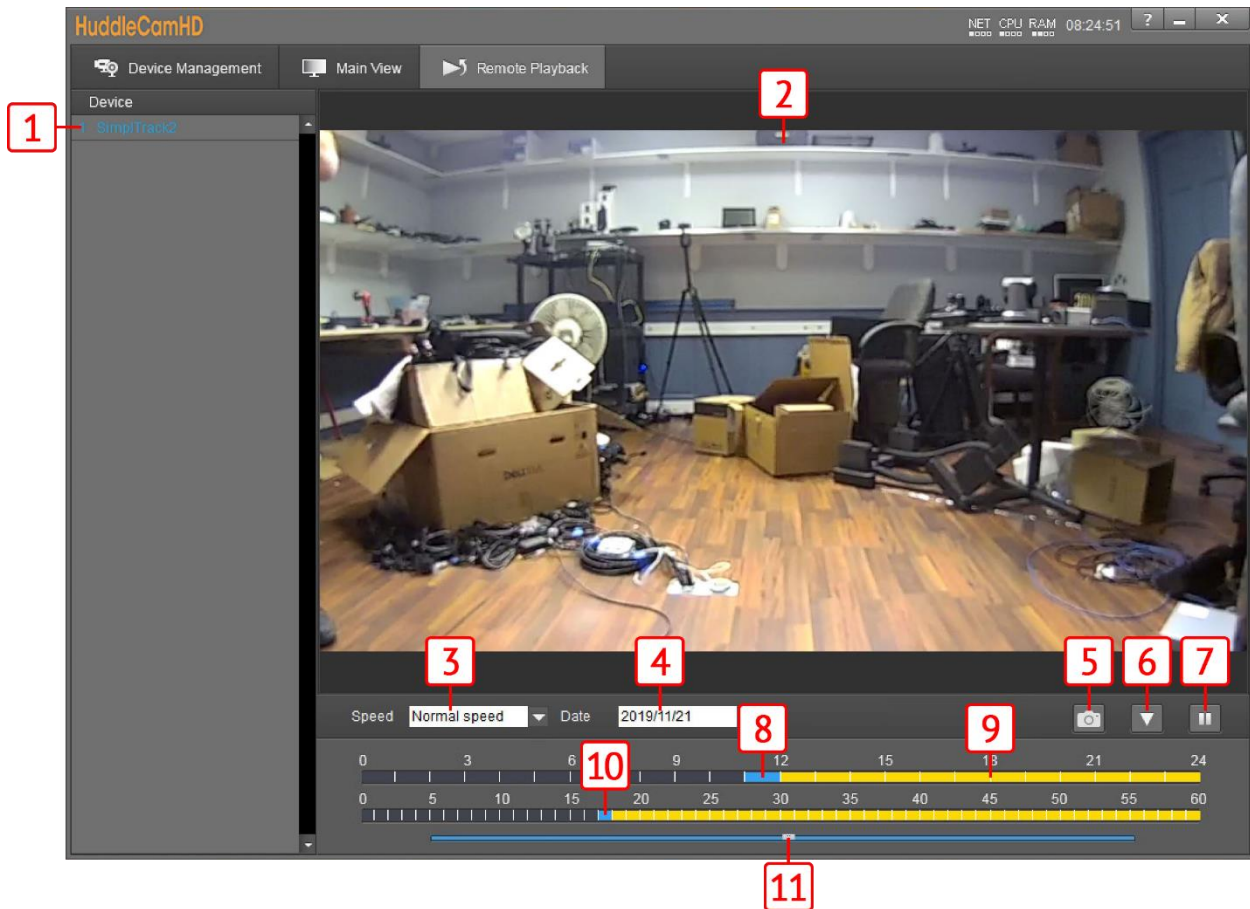 HuddleCamHD NET CPU RAM 08:24:51 ? _ X
Device Management Main View Remote Playback
Device
SimplTrack2
1
2
3
4
5
6
7
Speed Normal speed Date 2019/11/21
8
9
0 3 6 9 12 15 18 21 24
10
0 5 10 15 20 25 30 35 40 45 50 55 60
11